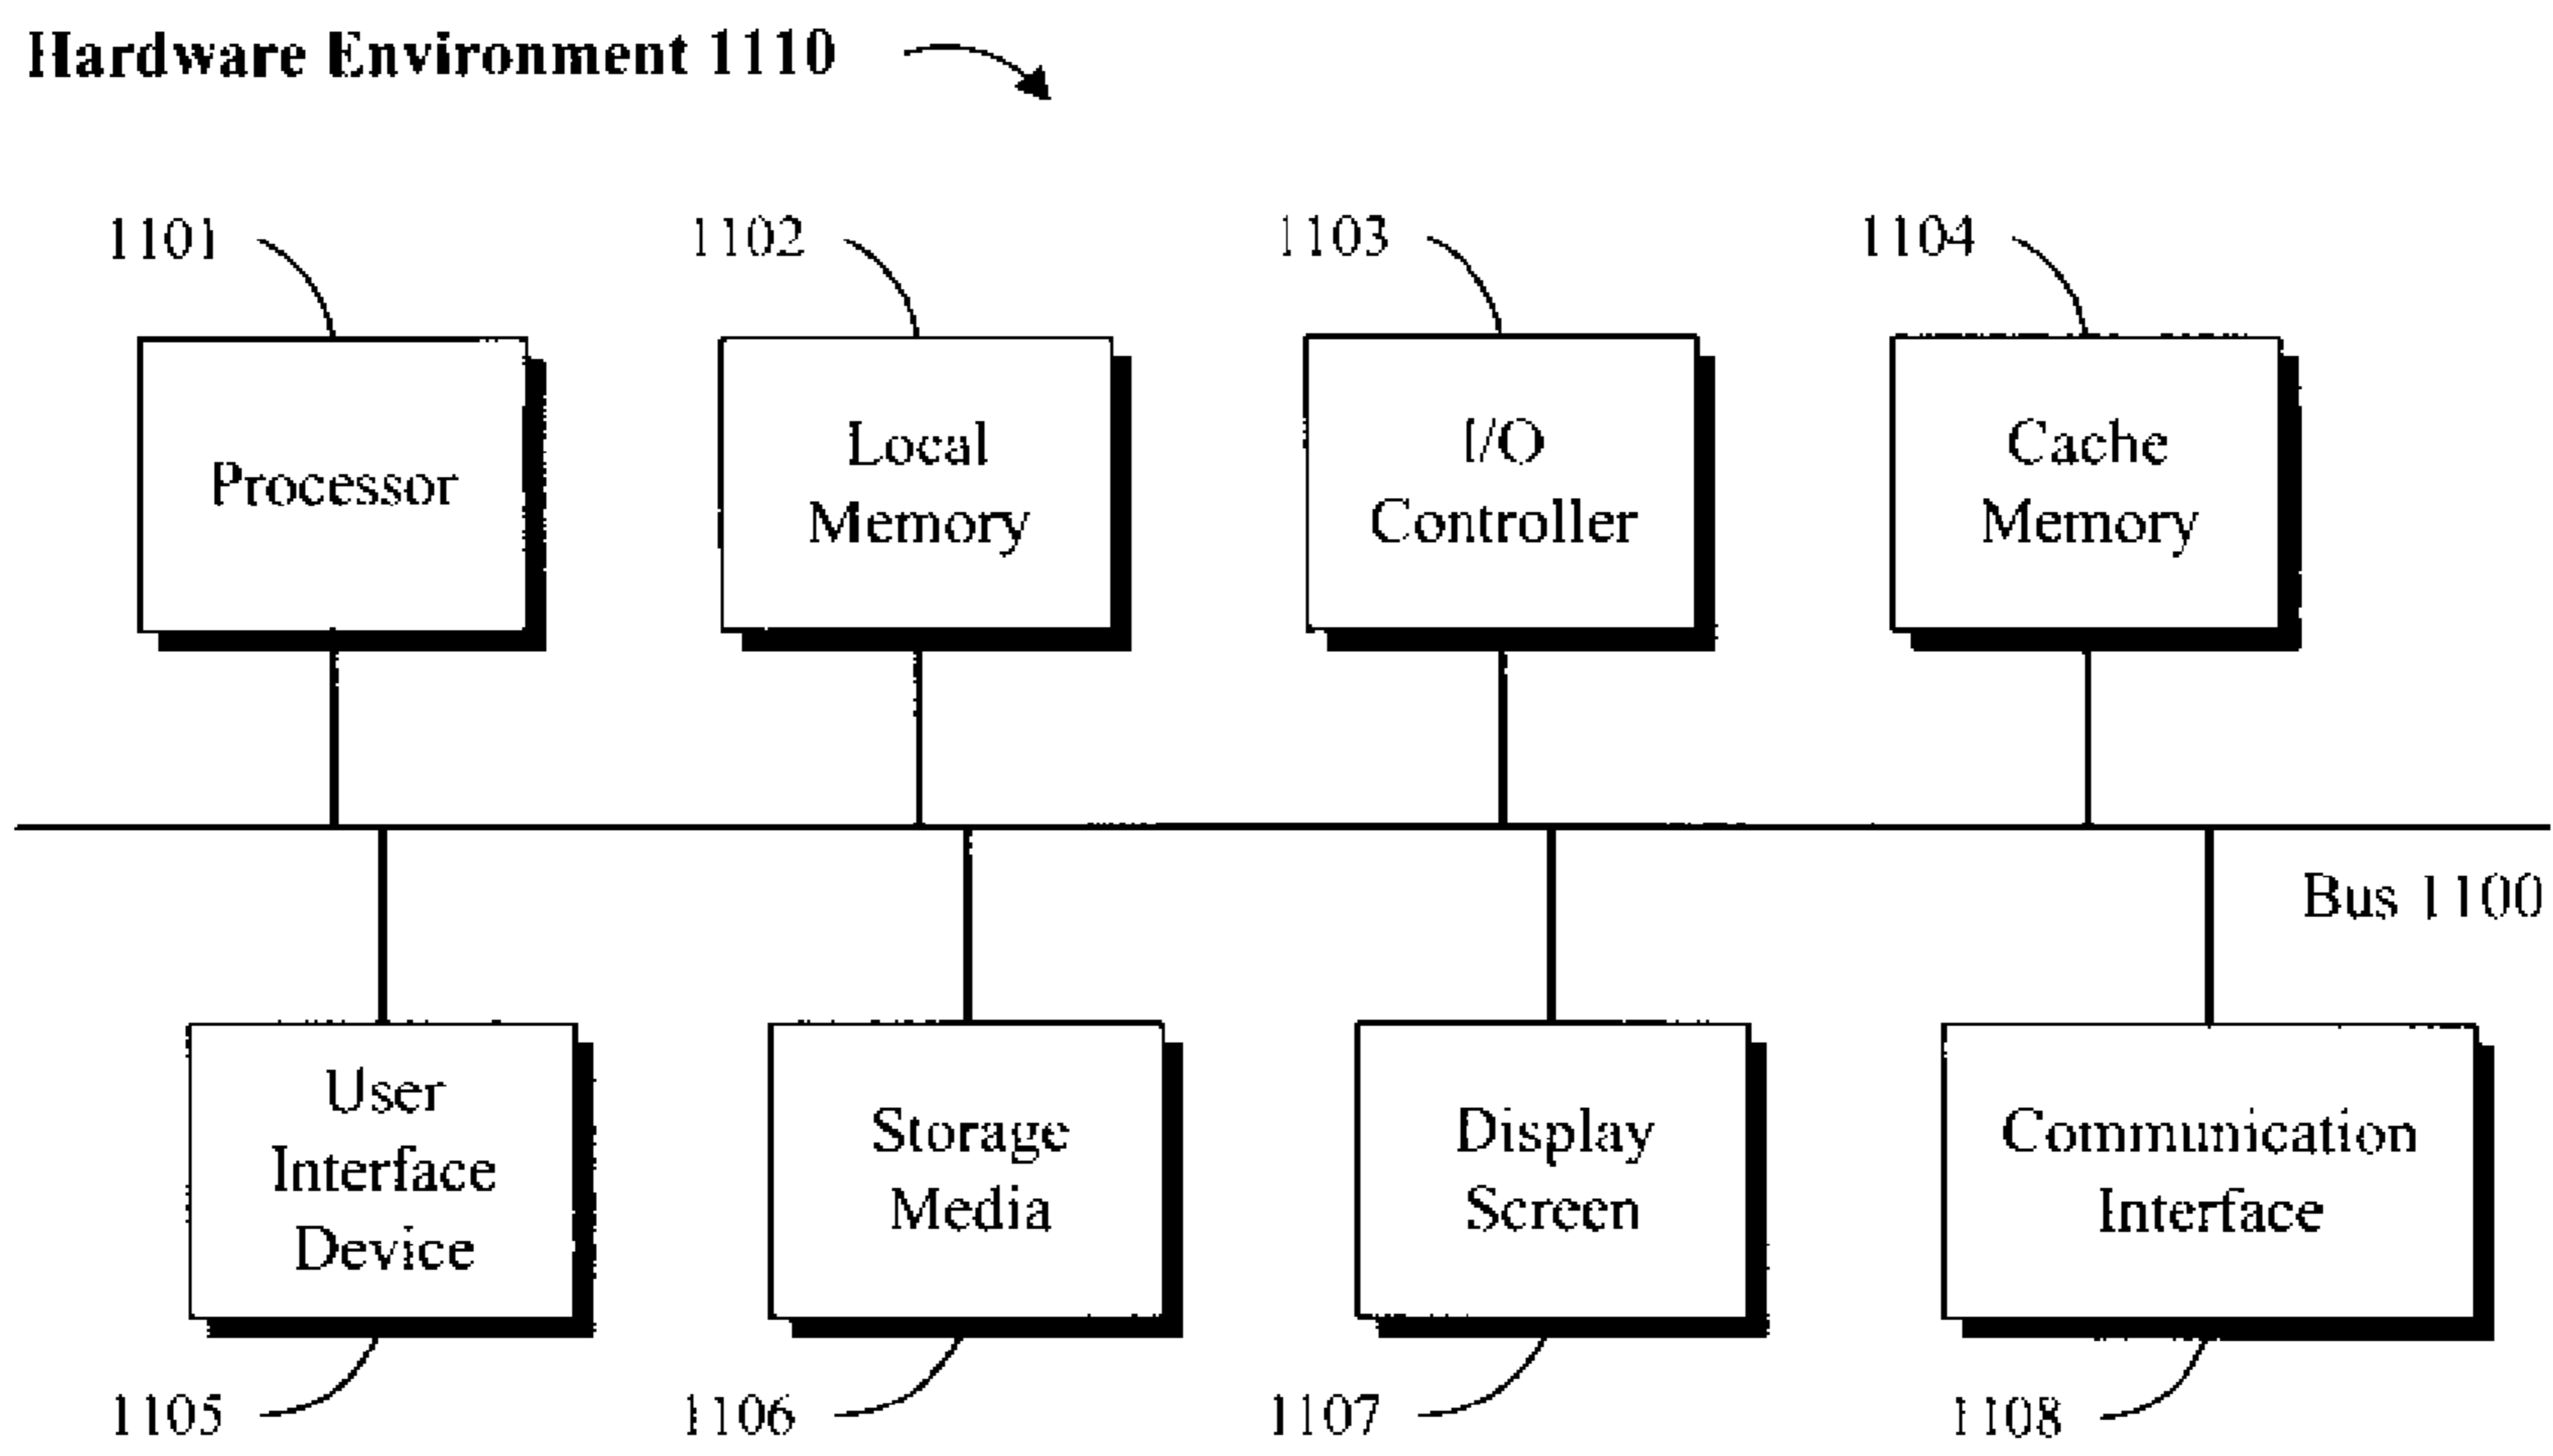 Hardware Environment 1110
1101
1102
1103
1104
Processor
Local
Memory
I/O
Controller
Cache
Memory
Bus 1100
User
Interface
Device
Storage
Media
Display
Screen
Communication
Interface
1105
1106
1107
1108